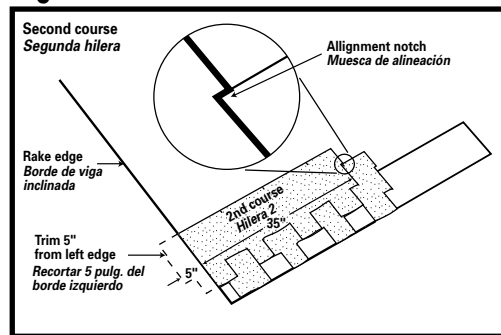 Second course
Segunda hilera
Allignment notch
Muesca de alineación
Rake edge
Borde de viga
inclinada
2nd course
Hilera 2
35"
Trim 5"
from left edge
Recortar 5 pulg. del
borde izquierdo
5"